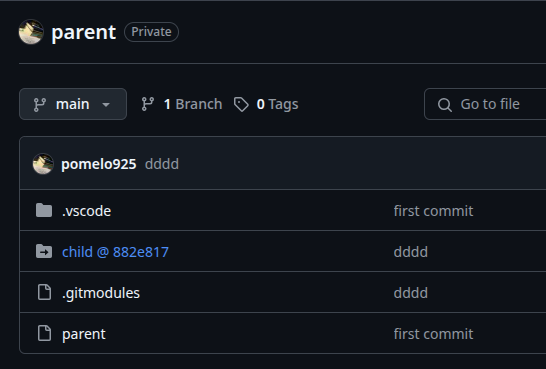 parent Private
main 1 Branch 0 Tags Go to file
pomelo925 dddd
.vscode first commit
child @ 882e817 dddd
.gitmodules dddd
parent first commit